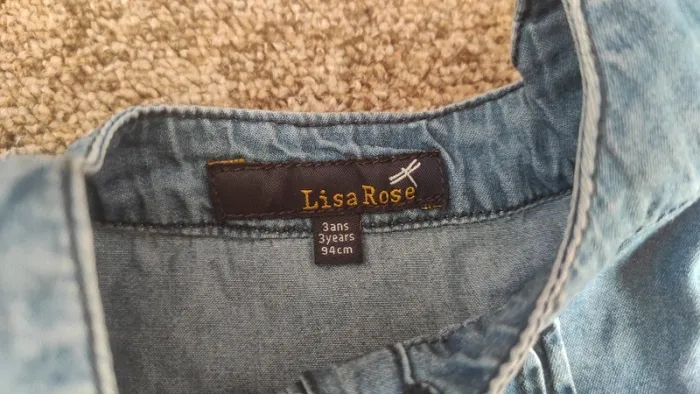 Lisa Rose
3ans
3years
94cm